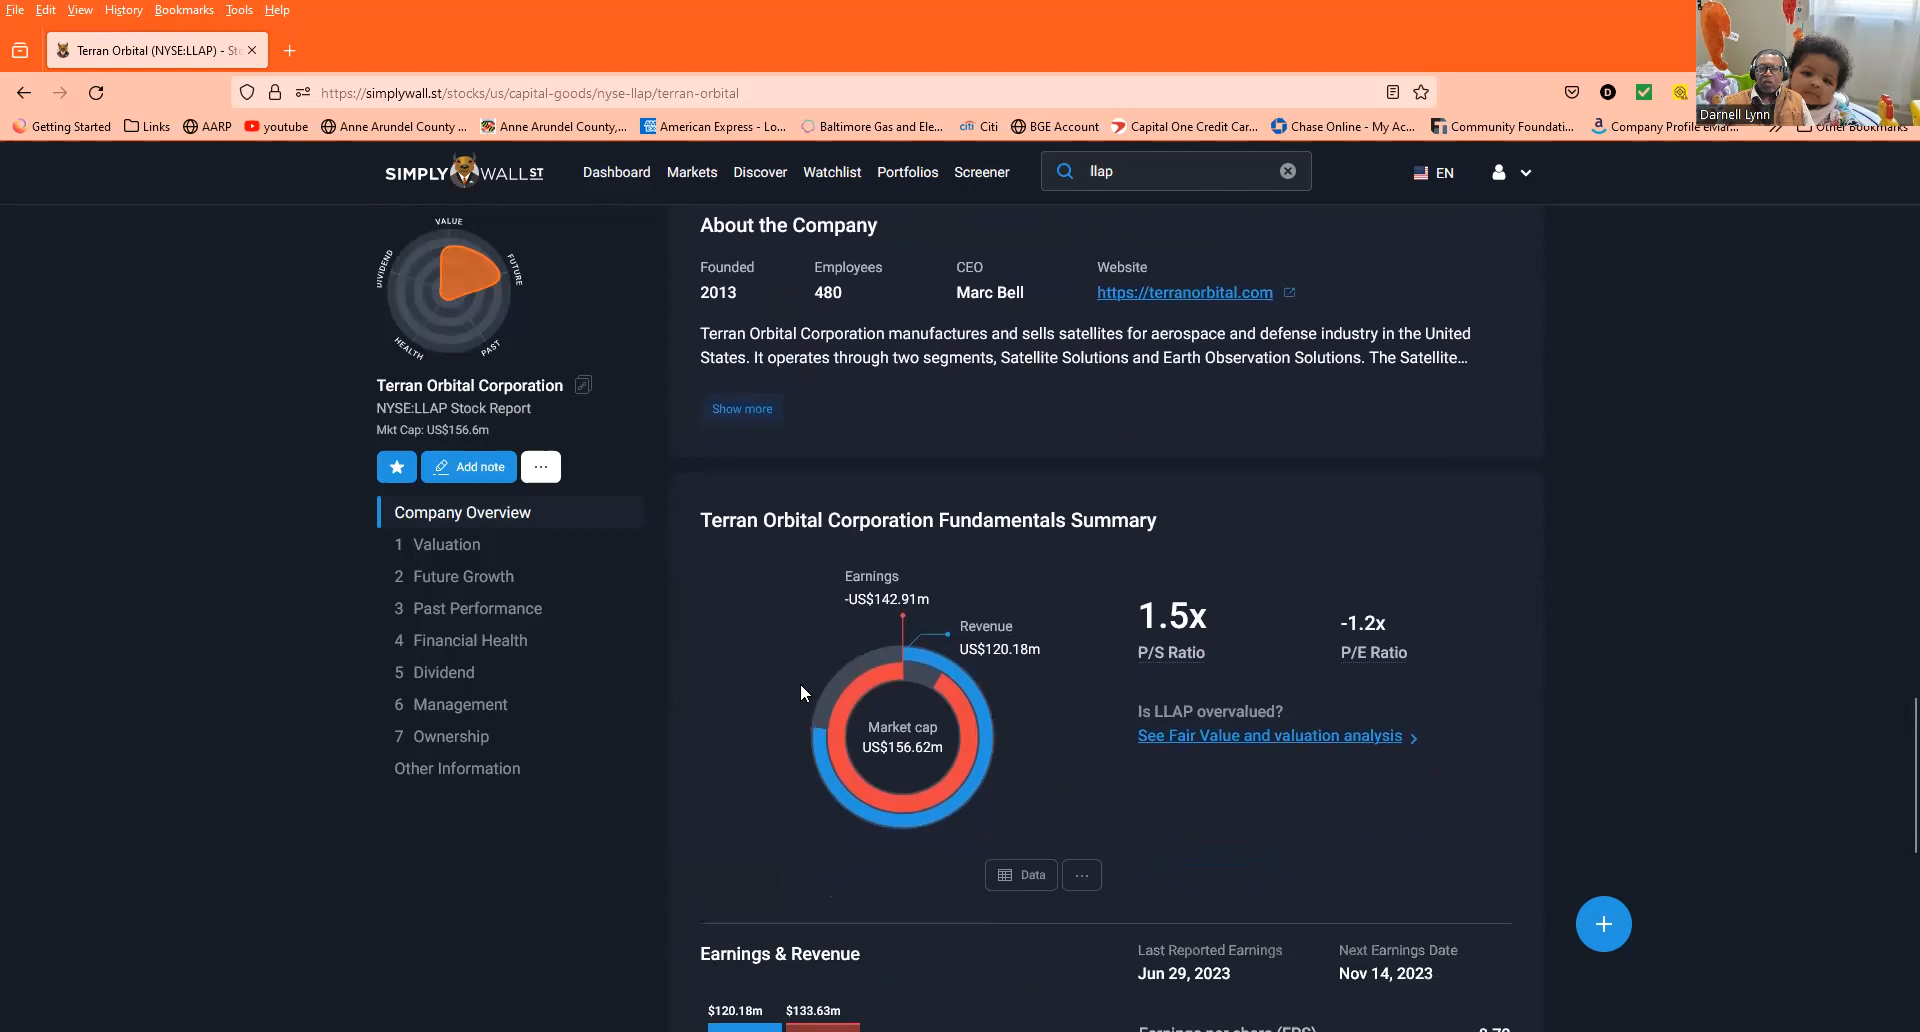 File Edit View History Bookmarks Tools Help
Terran Orbital (NYSE:LLAP) - Sto
https://simplywall.st/stocks/us/capital-goods/nyse-llap/terran-orbital
Darnell Lynn
Getting Started Links AARP youtube Anne Arundel County ... Anne Arundel County,... American Express - Lo... Baltimore Gas and Ele... citi Citi BGE Account Capital One Credit Car... Chase Online - My Ac... Community Foundati... Company Profile eMar... Other Bookmarks
SIMPLY WALLST Dashboard Markets Discover Watchlist Portfolios Screener llap EN
VALUE
FUTURE
PAST
HEALTH
DIVIDEND
Terran Orbital Corporation
NYSE:LLAP Stock Report
Mkt Cap: US$156.6m
Add note ...
Company Overview
1 Valuation
2 Future Growth
3 Past Performance
4 Financial Health
5 Dividend
6 Management
7 Ownership
Other Information
About the Company
Founded Employees CEO Website
2013 480 Marc Bell https://terranorbital.com
Terran Orbital Corporation manufactures and sells satellites for aerospace and defense industry in the United
States. It operates through two segments, Satellite Solutions and Earth Observation Solutions. The Satellite...
Show more
Terran Orbital Corporation Fundamentals Summary
Earnings
-US$142.91m
Revenue
US$120.18m
Market cap
US$156.62m
1.5x
P/S Ratio
-1.2x
P/E Ratio
Is LLAP overvalued?
See Fair Value and valuation analysis
Data ...
Earnings & Revenue
Last Reported Earnings Next Earnings Date
Jun 29, 2023 Nov 14, 2023
$120.18m $133.63m